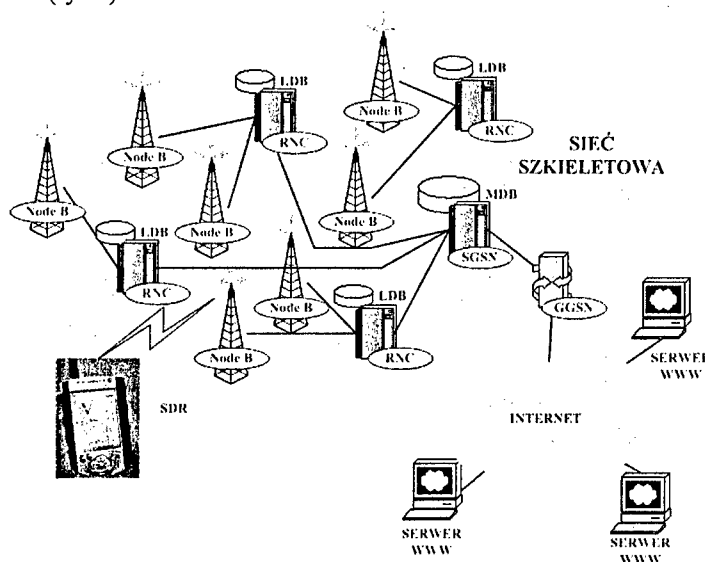 LDB
LDB
Node B
RNC
Node B
RNC
SIEĆ
SZKIELETOWA
Node B
Node B
Node B
MDB
LDB
SGSN
RNC
Node B
LDB
GGSN
Node B
RNC
SERWER
WWW
SDR
INTERNET
SERWER
WWW
SERWER
WWW